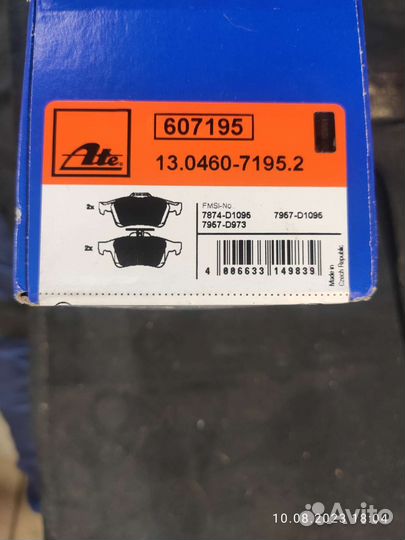 607195
Ate
13.0460-7195.2
2x
2x
FMSI-No.
7874-D1095 7957-D1095
7957-D973
4 006633 149839
Made in
Czech Republic
Avito
10.08.2023 18:04